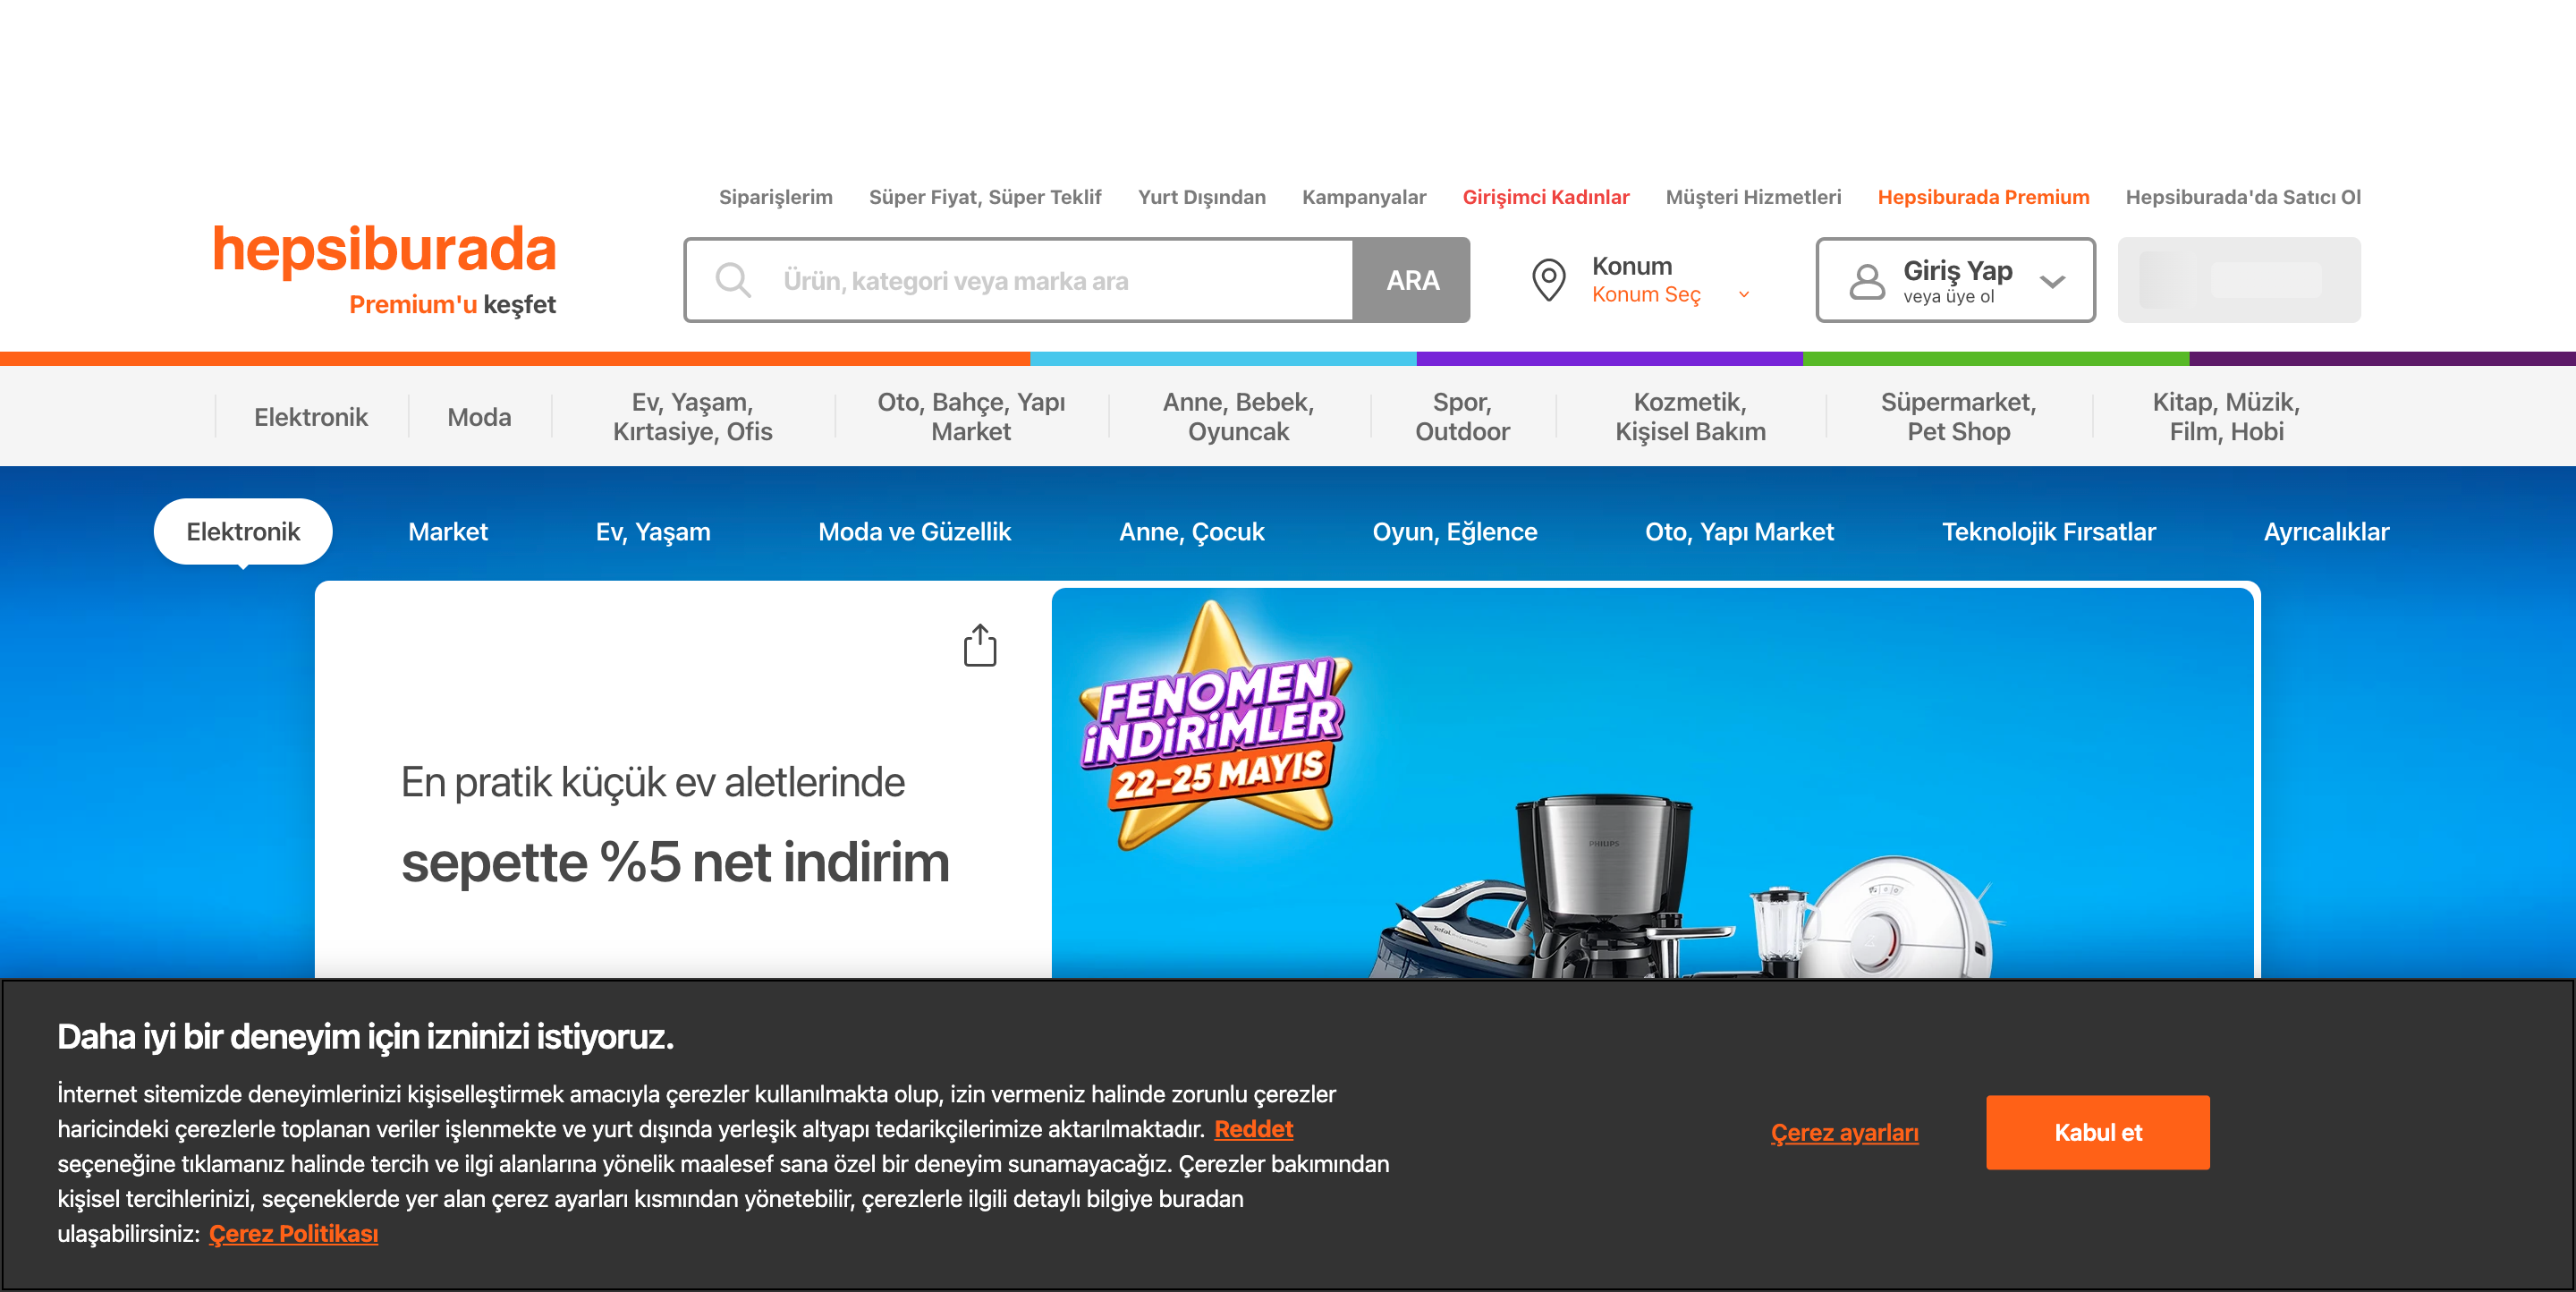 Siparişlerim Süper Fiyat, Süper Teklif Yurt Dışından Kampanyalar Girişimci Kadınlar Müşteri Hizmetleri Hepsiburada Premium Hepsiburada'da Satıcı Ol
hepsiburada
Premium'u keşfet
Ürün, kategori veya marka ara
ARA
Konum
Konum Seç
Giriş Yap
veya üye ol
Elektronik
Moda
Ev, Yaşam,
Kırtasiye, Ofis
Oto, Bahçe, Yapı
Market
Anne, Bebek,
Oyuncak
Spor,
Outdoor
Kozmetik,
Kişisel Bakım
Süpermarket,
Pet Shop
Kitap, Müzik,
Film, Hobi
Elektronik Market Ev, Yaşam Moda ve Güzellik Anne, Çocuk Oyun, Eğlence Oto, Yapı Market Teknolojik Fırsatlar Ayrıcalıklar
En pratik küçük ev aletlerinde
sepette %5 net indirim
FENOMEN
İNDİRİMLER
22-25 MAYIS
PHILIPS
Tefal
Daha iyi bir deneyim için izninizi istiyoruz.
İnternet sitemizde deneyimlerinizi kişiselleştirmek amacıyla çerezler kullanılmakta olup, izin vermeniz halinde zorunlu çerezler
haricindeki çerezlerle toplanan veriler işlenmekte ve yurt dışında yerleşik altyapı tedarikçilerimize aktarılmaktadır. Reddet
seçeneğine tıklamanız halinde tercih ve ilgi alanlarına yönelik maalesef sana özel bir deneyim sunamayacağız. Çerezler bakımından
kişisel tercihlerinizi, seçeneklerde yer alan çerez ayarları kısmından yönetebilir, çerezlerle ilgili detaylı bilgiye buradan
ulaşabilirsiniz: Çerez Politikası
Çerez ayarları
Kabul et